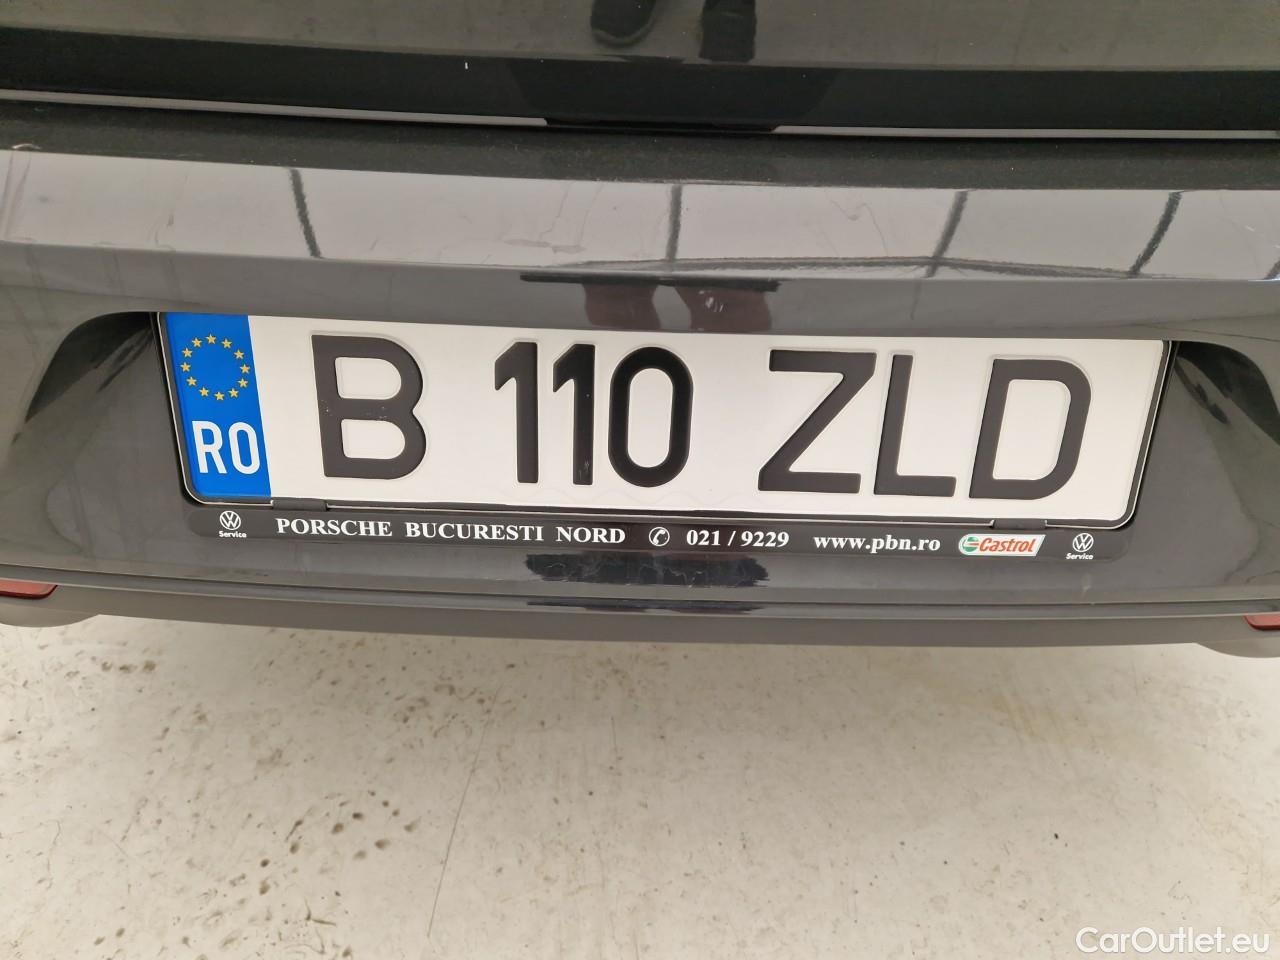 RO B 110 ZLD
Service PORSCHE BUCURESTI NORD 021 / 9229 www.pbn.ro Castrol Service
CarOutlet.eu